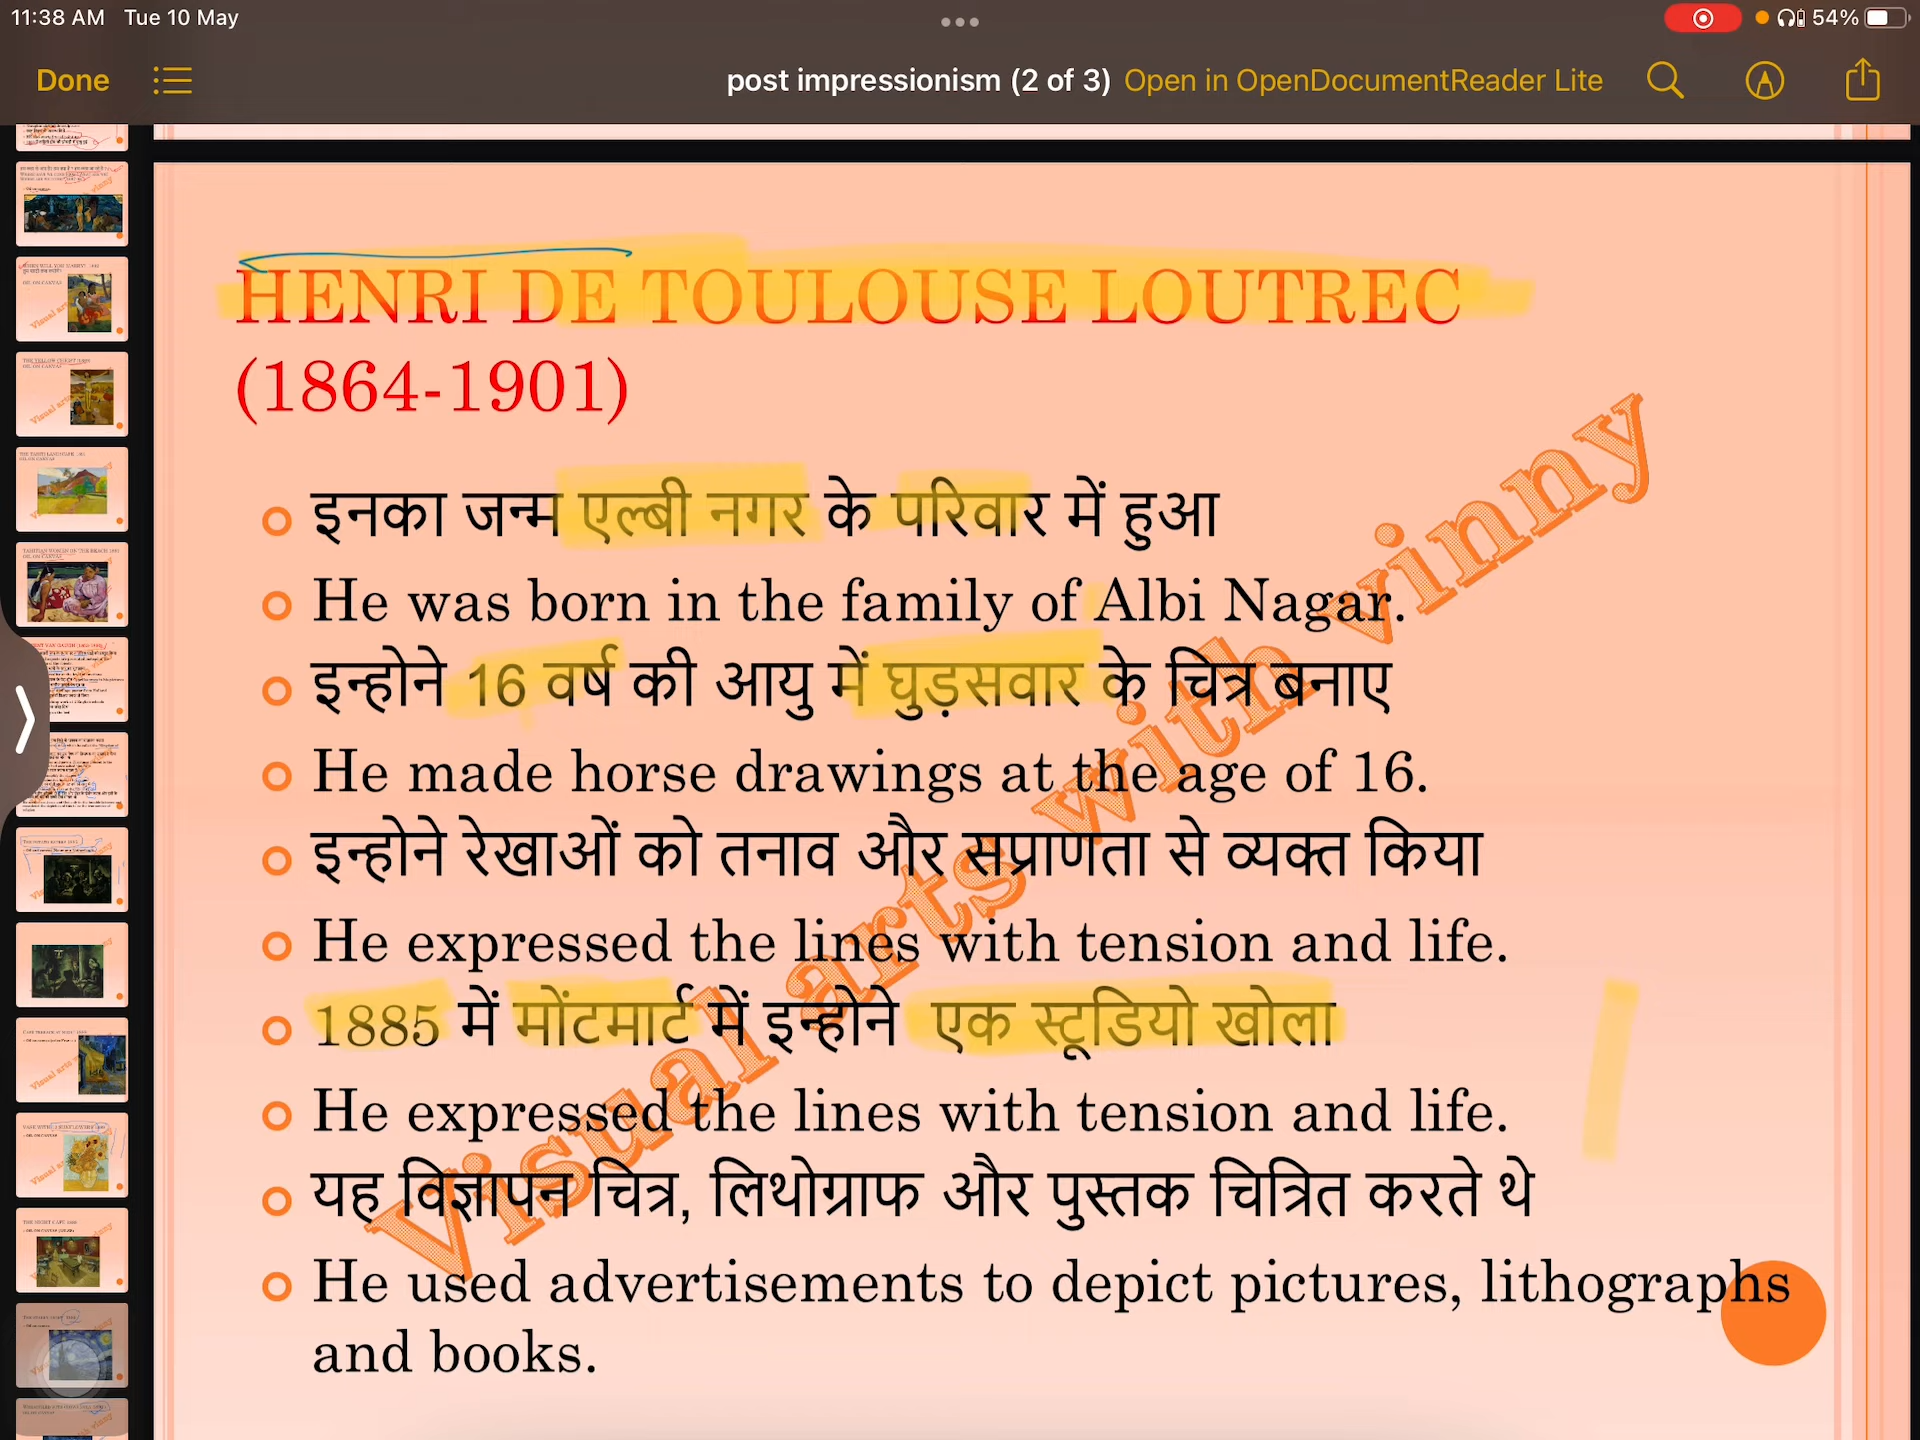 11:38 AM Tue 10 May
54%
Done
post impressionism (2 of 3) Open in OpenDocumentReader Lite
HENRI DE TOULOUSE LOUTREC
(1864-1901)
इनका जन्म एल्बी नगर के परिवार में हुआ
He was born in the family of Albi Nagar.
इन्होने 16 वर्ष की आयु में घुड़सवार के चित्र बनाए
He made horse drawings at the age of 16.
इन्होने रेखाओं को तनाव और सप्राणता से व्यक्त किया
He expressed the lines with tension and life.
1885 में मोंटमार्ट में इन्होने एक स्टूडियो खोला
He expressed the lines with tension and life.
यह विज्ञापन चित्र, लिथोग्राफ और पुस्तक चित्रित करते थे
He used advertisements to depict pictures, lithographs
and books.
Visual arts with vinny